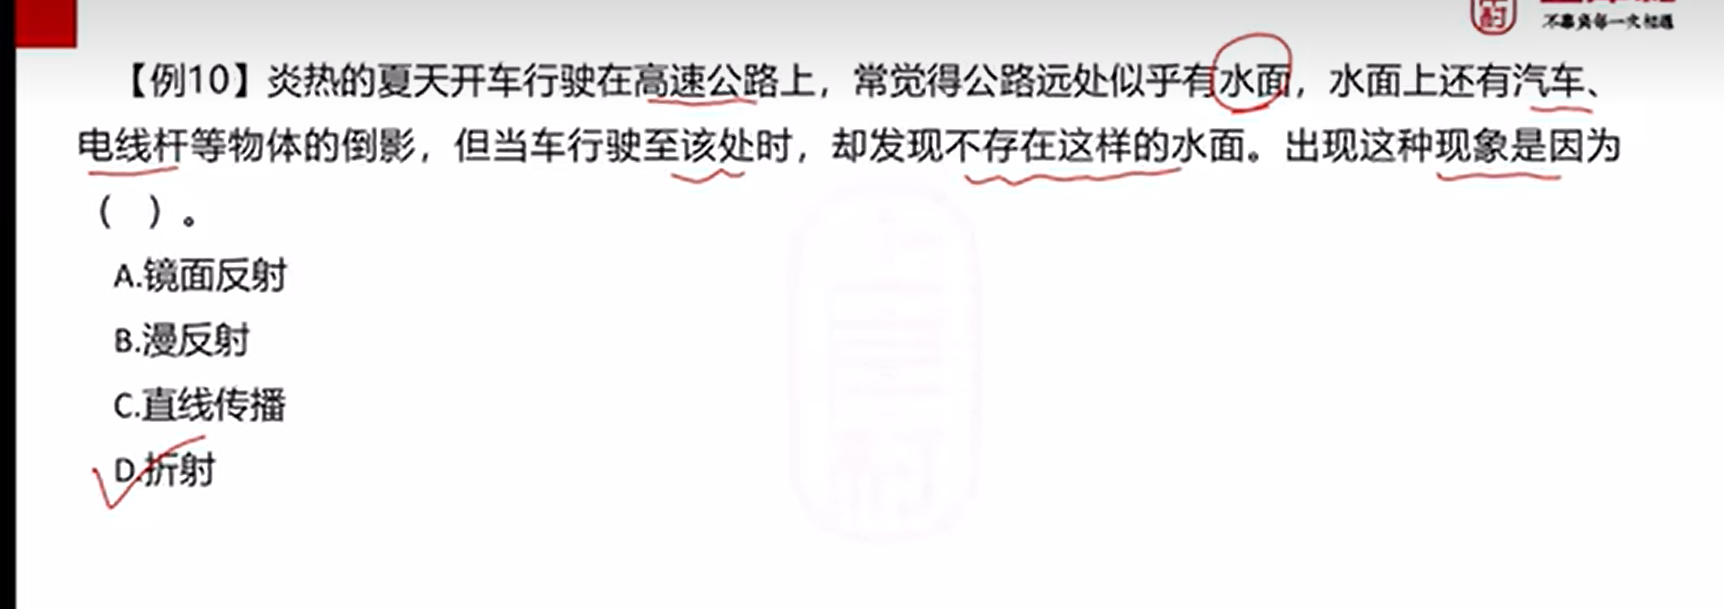 不辜负每一次相遇
【例10】炎热的夏天开车行驶在高速公路上，常觉得公路远处似乎有水面，水面上还有汽车、
电线杆等物体的倒影，但当车行驶至该处时，却发现不存在这样的水面。出现这种现象是因为
（ ）。
A.镜面反射
B.漫反射
C.直线传播
D.折射